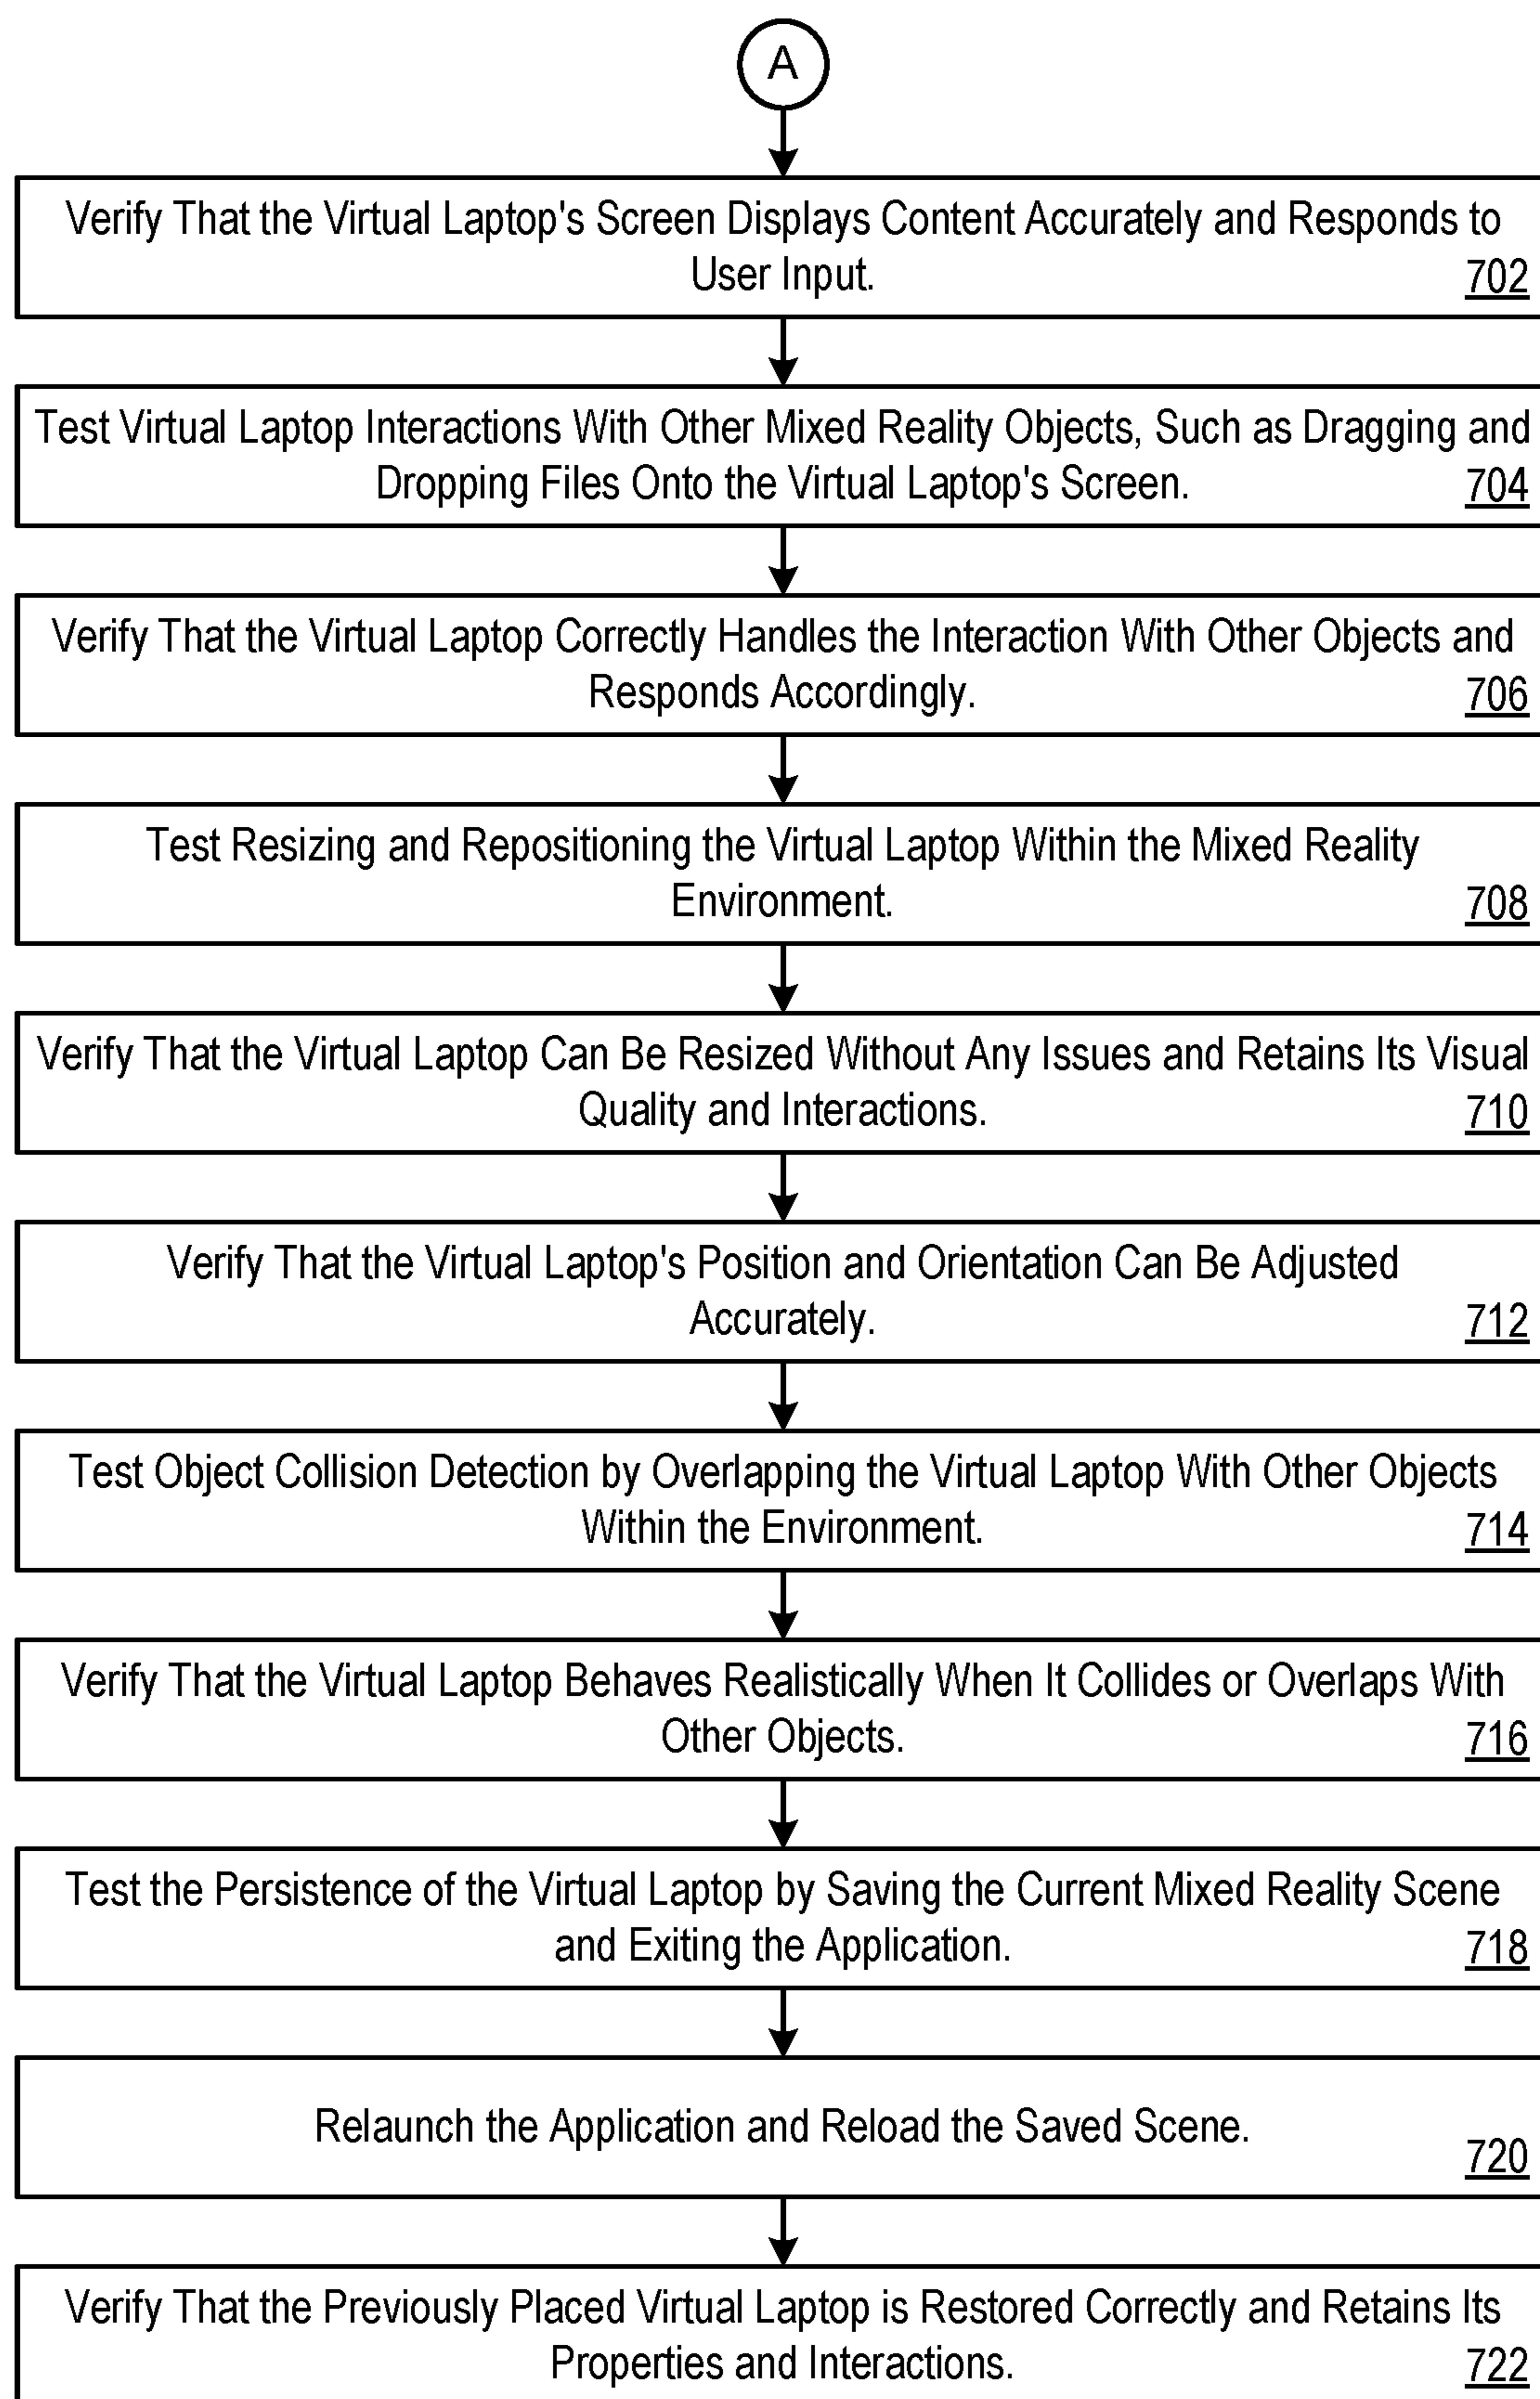 A
Verify That the Virtual Laptop's Screen Displays Content Accurately and Responds to
User Input.
702
Test Virtual Laptop Interactions With Other Mixed Reality Objects, Such as Dragging and
Dropping Files Onto the Virtual Laptop's Screen.
704
Verify That the Virtual Laptop Correctly Handles the Interaction With Other Objects and
Responds Accordingly.
706
Test Resizing and Repositioning the Virtual Laptop Within the Mixed Reality
Environment.
708
Verify That the Virtual Laptop Can Be Resized Without Any Issues and Retains Its Visual
Quality and Interactions.
710
Verify That the Virtual Laptop's Position and Orientation Can Be Adjusted
Accurately.
712
Test Object Collision Detection by Overlapping the Virtual Laptop With Other Objects
Within the Environment.
714
Verify That the Virtual Laptop Behaves Realistically When It Collides or Overlaps With
Other Objects.
716
Test the Persistence of the Virtual Laptop by Saving the Current Mixed Reality Scene
and Exiting the Application.
718
Relaunch the Application and Reload the Saved Scene.
720
Verify That the Previously Placed Virtual Laptop is Restored Correctly and Retains Its
Properties and Interactions.
722